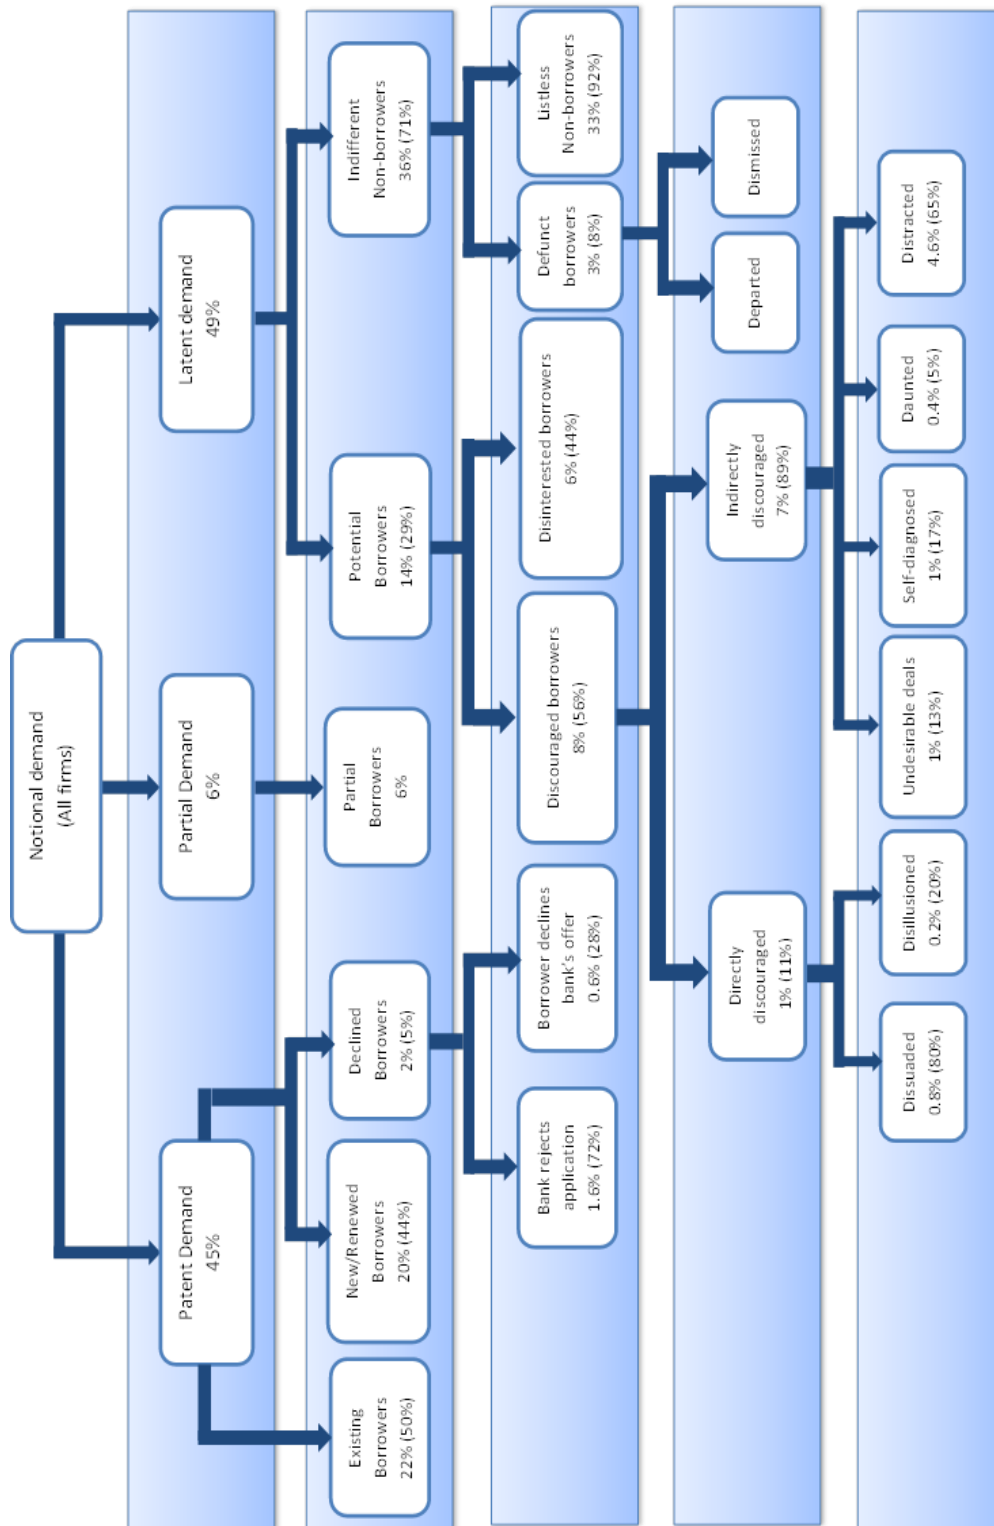 Notional demand
(All firms)
Patent Demand
45%
Partial Demand
6%
Latent demand
49%
Existing
Borrowers
22% (50%)
New/Renewed
Borrowers
20% (44%)
Declined
Borrowers
2% (5%)
Partial
Borrowers
6%
Potential
Borrowers
14% (29%)
Indifferent
Non-borrowers
36% (71%)
Bank rejects
application
1.6% (72%)
Borrower declines
bank's offer
0.6% (28%)
Discouraged borrowers
8% (56%)
Disinterested borrowers
6% (44%)
Defunct
borrowers
3% (8%)
Listless
Non-borrowers
33% (92%)
Directly
discouraged
1% (11%)
Indirectly
discouraged
7% (89%)
Departed
Dismissed
Dissuaded
0.8% (80%)
Disillusioned
0.2% (20%)
Undesirable deals
1% (13%)
Self-diagnosed
1% (17%)
Daunted
0.4% (5%)
Distracted
4.6% (65%)